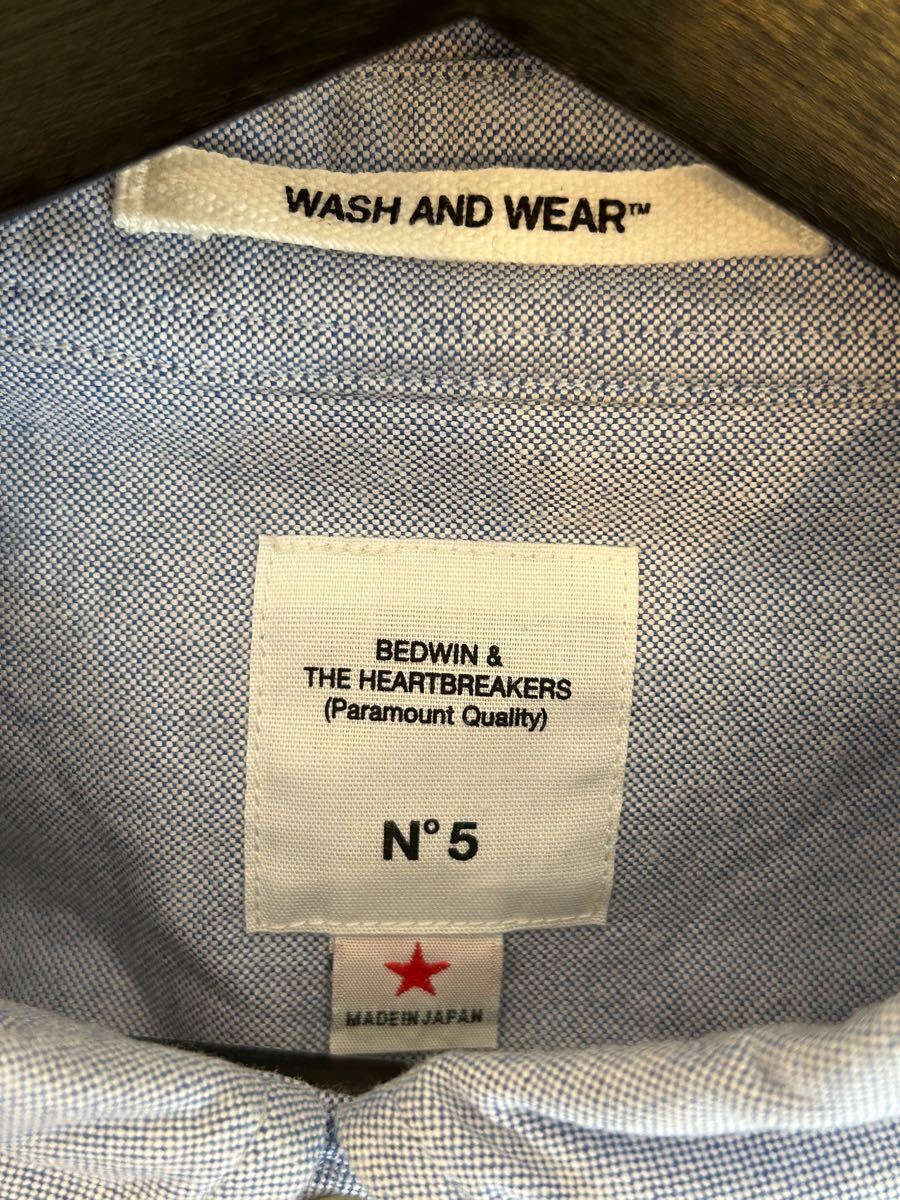 WASH AND WEAR™
BEDWIN &
THE HEARTBREAKERS
(Paramount Quality)
N° 5
MADE IN JAPAN